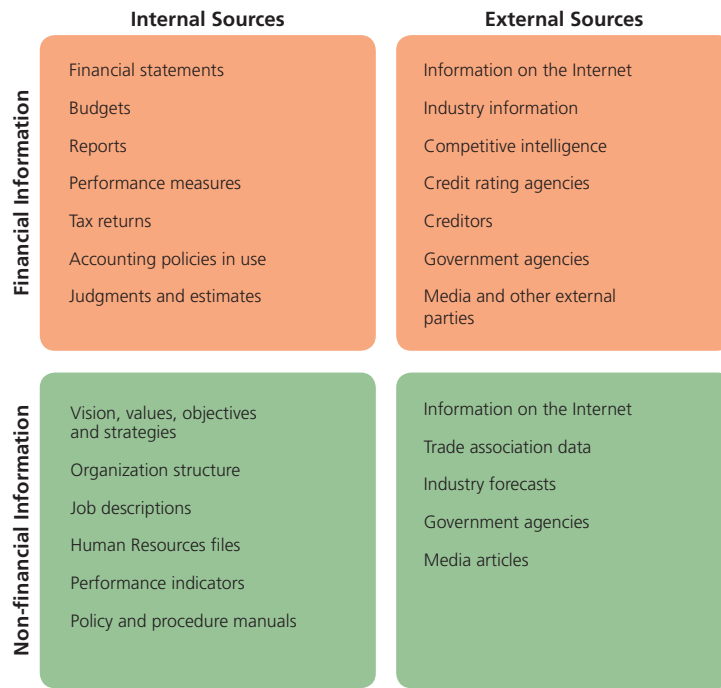 Internal Sources
External Sources
Financial Information
Financial statements
Budgets
Reports
Performance measures
Tax returns
Accounting policies in use
Judgments and estimates
Information on the Internet
Industry information
Competitive intelligence
Credit rating agencies
Creditors
Government agencies
Media and other external
parties
Non-financial Information
Vision, values, objectives
and strategies
Organization structure
Job descriptions
Human Resources files
Performance indicators
Policy and procedure manuals
Information on the Internet
Trade association data
Industry forecasts
Government agencies
Media articles